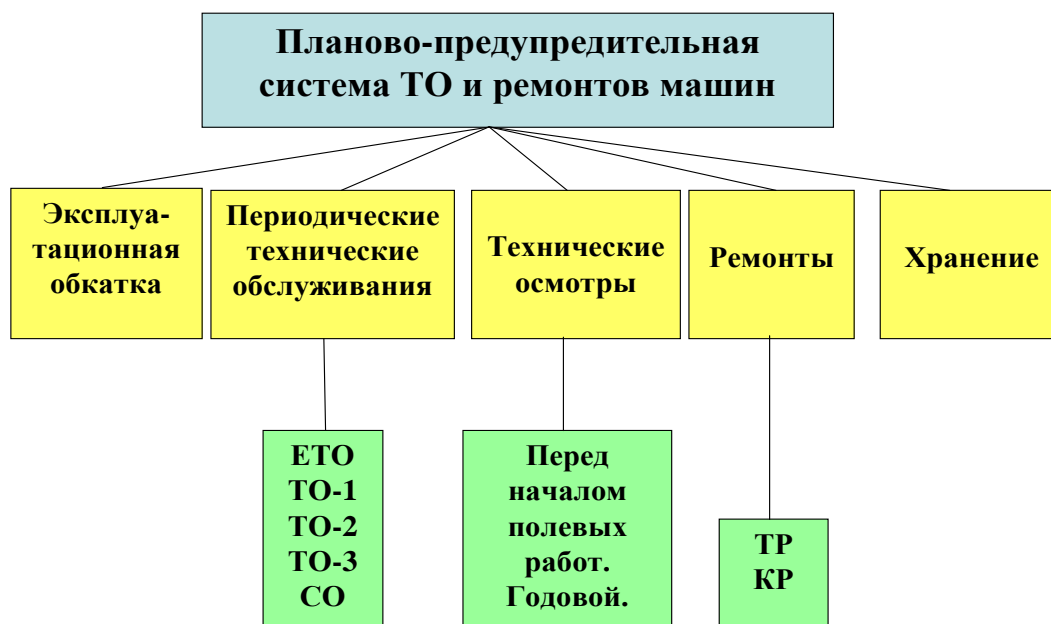 Планово-предупредительная
система ТО и ремонтов машин
Эксплуа-
тационная
обкатка
Периодические
технические
обслуживания
Технические
осмотры
Ремонты
Хранение
ЕТО
ТО-1
ТО-2
ТО-3
СО
Перед
началом
полевых
работ.
Годовой.
ТР
КР